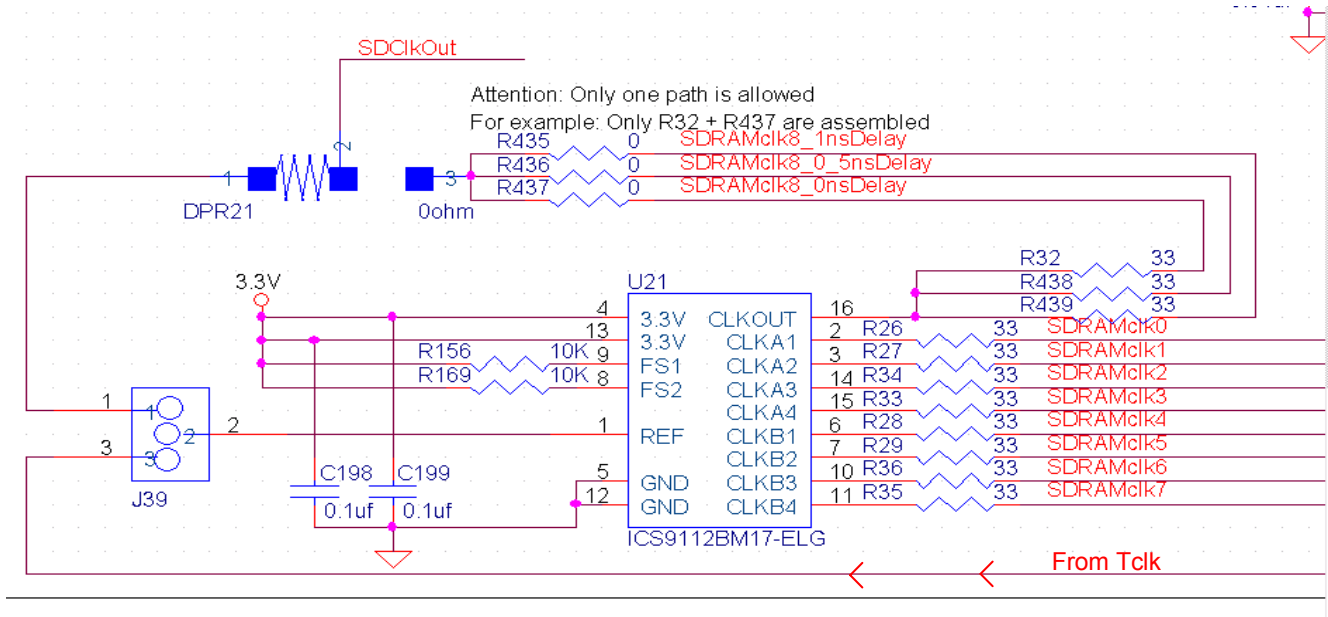 SDClkOut
Attention: Only one path is allowed
For example: Only R32 + R437 are assembled
R435 0 SDRAMclk8_1nsDelay
R436 0 SDRAMclk8_0_5nsDelay
R437 0 SDRAMclk8_0nsDelay
1 2 3
DPR21 0ohm
R32 33
R438 33
R439 33
3.3V
U21
4 3.3V CLKOUT 16
13 3.3V CLKA1 2 R26 33 SDRAMclk0
R156 10K 9 FS1 CLKA2 3 R27 33 SDRAMclk1
R169 10K 8 FS2 CLKA3 14 R34 33 SDRAMclk2
CLKA4 15 R33 33 SDRAMclk3
1 REF CLKB1 6 R28 33 SDRAMclk4
CLKB2 7 R29 33 SDRAMclk5
5 GND CLKB3 10 R36 33 SDRAMclk6
12 GND CLKB4 11 R35 33 SDRAMclk7
ICS9112BM17-ELG
1 1
2 2
3 3
J39
C198 C199
0.1uf 0.1uf
From Tclk